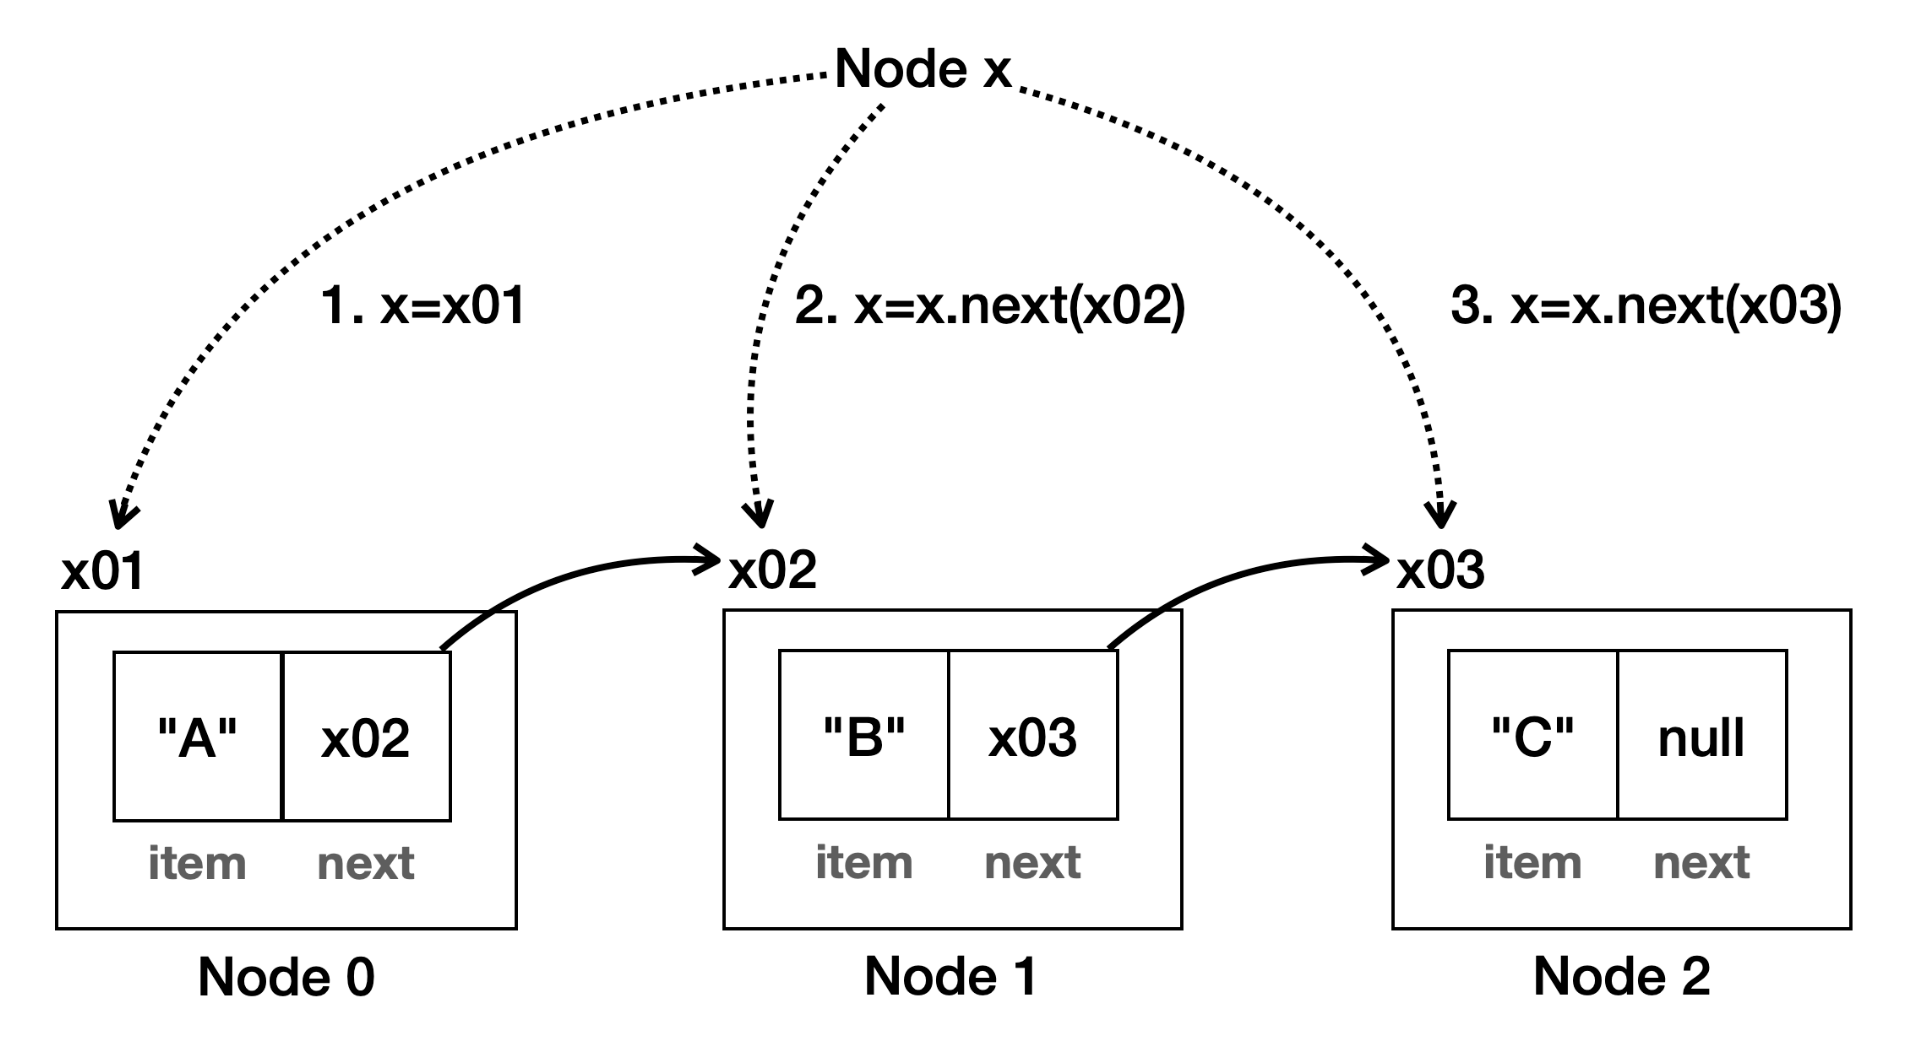 Node x
1. x=x01
2. x=x.next(x02)
3. x=x.next(x03)
x01
x02
x03
"A"
x02
"B"
x03
"C"
null
item
next
item
next
item
next
Node 0
Node 1
Node 2